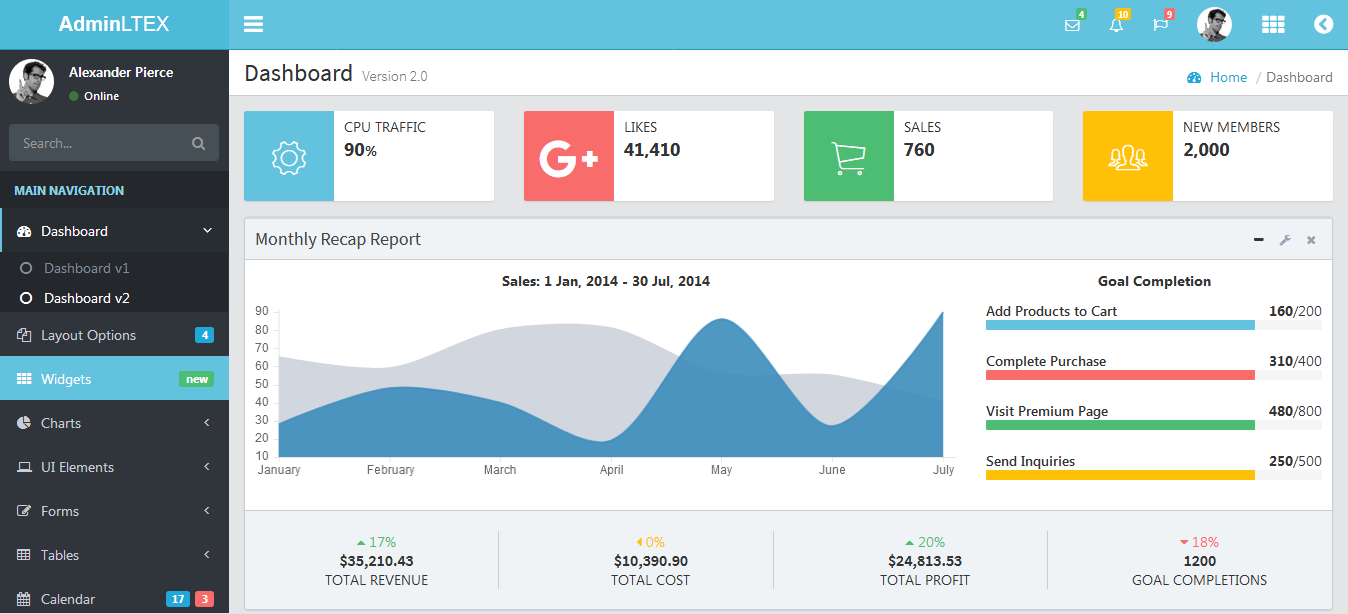 AdminLTEX
4
10
9
Alexander Pierce
Online
Search...
MAIN NAVIGATION
Dashboard
Dashboard v1
Dashboard v2
Layout Options 4
Widgets new
Charts
UI Elements
Forms
Tables
Calendar 17 3
Dashboard Version 2.0
Home / Dashboard
CPU TRAFFIC
90%
G+
LIKES
41,410
SALES
760
NEW MEMBERS
2,000
Monthly Recap Report
Sales: 1 Jan, 2014 - 30 Jul, 2014
90
80
70
60
50
40
30
20
10
January February March April May June July
Goal Completion
Add Products to Cart 160/200
Complete Purchase 310/400
Visit Premium Page 480/800
Send Inquiries 250/500
17%
$35,210.43
TOTAL REVENUE
0%
$10,390.90
TOTAL COST
20%
$24,813.53
TOTAL PROFIT
18%
1200
GOAL COMPLETIONS